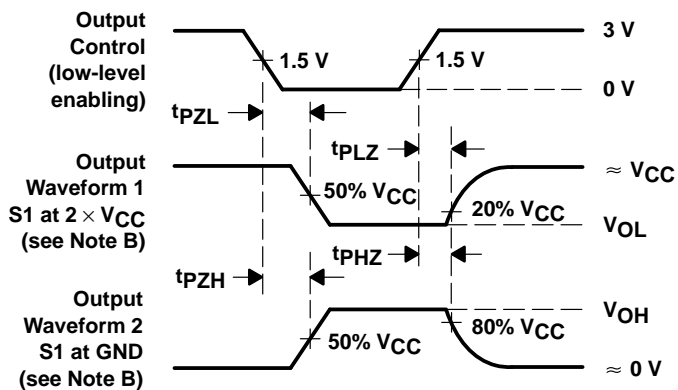 Output
Control
(low-level
enabling)
1.5 V
1.5 V
3 V
0 V
tPZL
tPLZ
Output
Waveform 1
S1 at 2 × VCC
(see Note B)
50% VCC
20% VCC
≈ VCC
VOL
tPZH
tPHZ
Output
Waveform 2
S1 at GND
(see Note B)
50% VCC
80% VCC
VOH
≈ 0 V